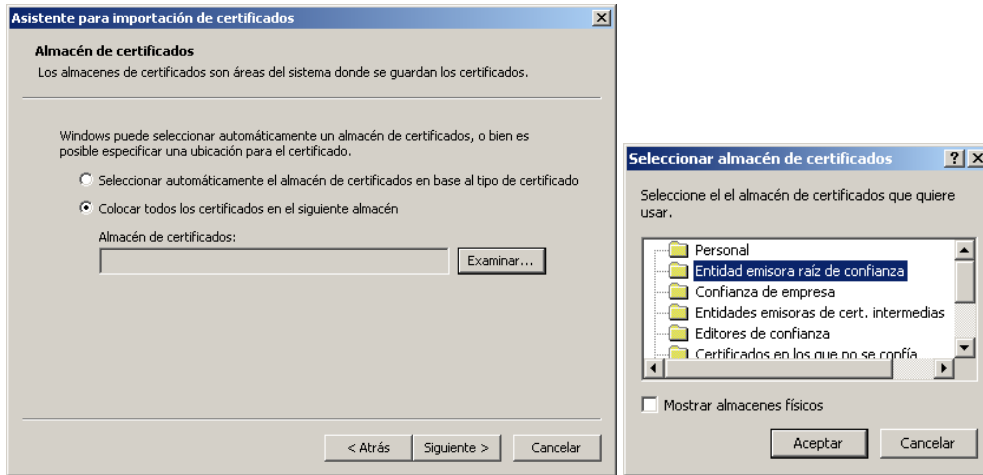 Asistente para importación de certificados
Almacén de certificados
Los almacenes de certificados son áreas del sistema donde se guardan los certificados.
Windows puede seleccionar automáticamente un almacén de certificados, o bien es
posible especificar una ubicación para el certificado.
Seleccionar automáticamente el almacén de certificados en base al tipo de certificado
Colocar todos los certificados en el siguiente almacén
Almacén de certificados:
Examinar...
< Atrás
Siguiente >
Cancelar
Seleccionar almacén de certificados
Seleccione el el almacén de certificados que quiere
usar.
Personal
Entidad emisora raíz de confianza
Confianza de empresa
Entidades emisoras de cert. intermedias
Editores de confianza
Certificados en los que no se confía
Mostrar almacenes físicos
Aceptar
Cancelar